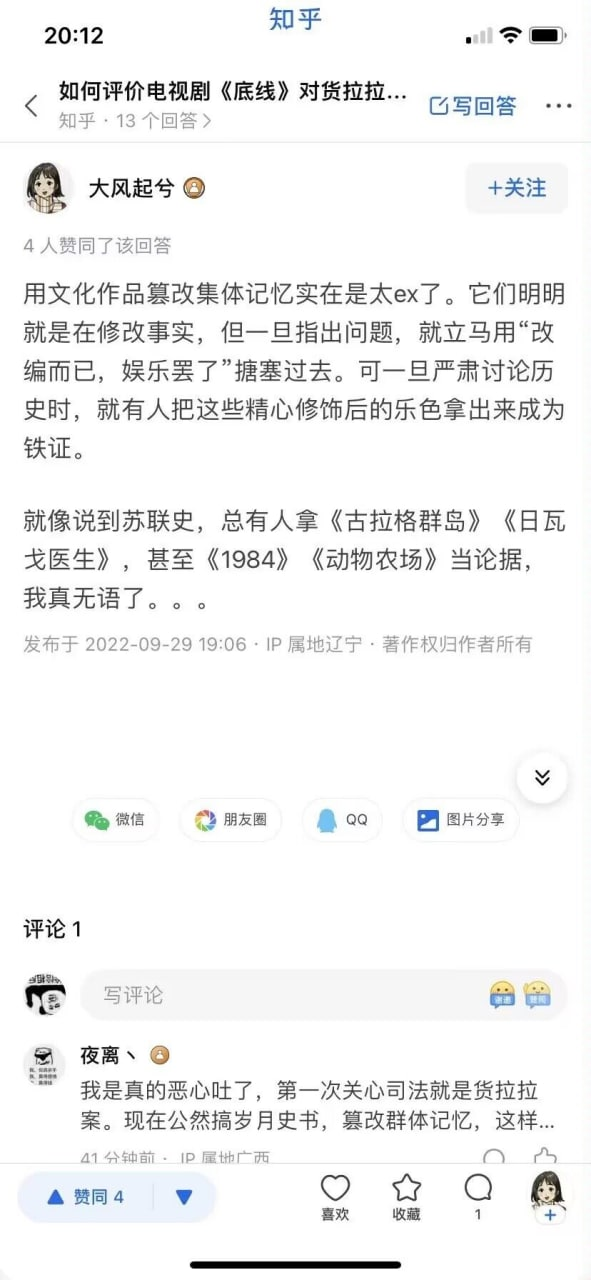 知乎
20:12
如何评价电视剧《底线》对货拉拉...
知乎 · 13 个回答 >
写回答
大风起兮
+关注
4 人赞同了该回答
用文化作品篡改集体记忆实在是太ex了。它们明明
就是在修改事实，但一旦指出问题，就立马用“改
编而已，娱乐罢了”搪塞过去。可一旦严肃讨论历
史时，就有人把这些精心修饰后的乐色拿出来成为
铁证。
就像说到苏联史，总有人拿《古拉格群岛》《日瓦
戈医生》，甚至《1984》《动物农场》当论据，
我真无语了。。。
发布于 2022-09-29 19:06 · IP 属地辽宁 · 著作权归作者所有
微信
朋友圈
QQ
图片分享
评论 1
写评论
谢谢
赞同
夜离丶
我是真的恶心吐了，第一次关心司法就是货拉拉
案。现在公然搞岁月史书，篡改群体记忆，这样...
41 分钟前 · IP 属地广西
赞同 4
喜欢
收藏
1